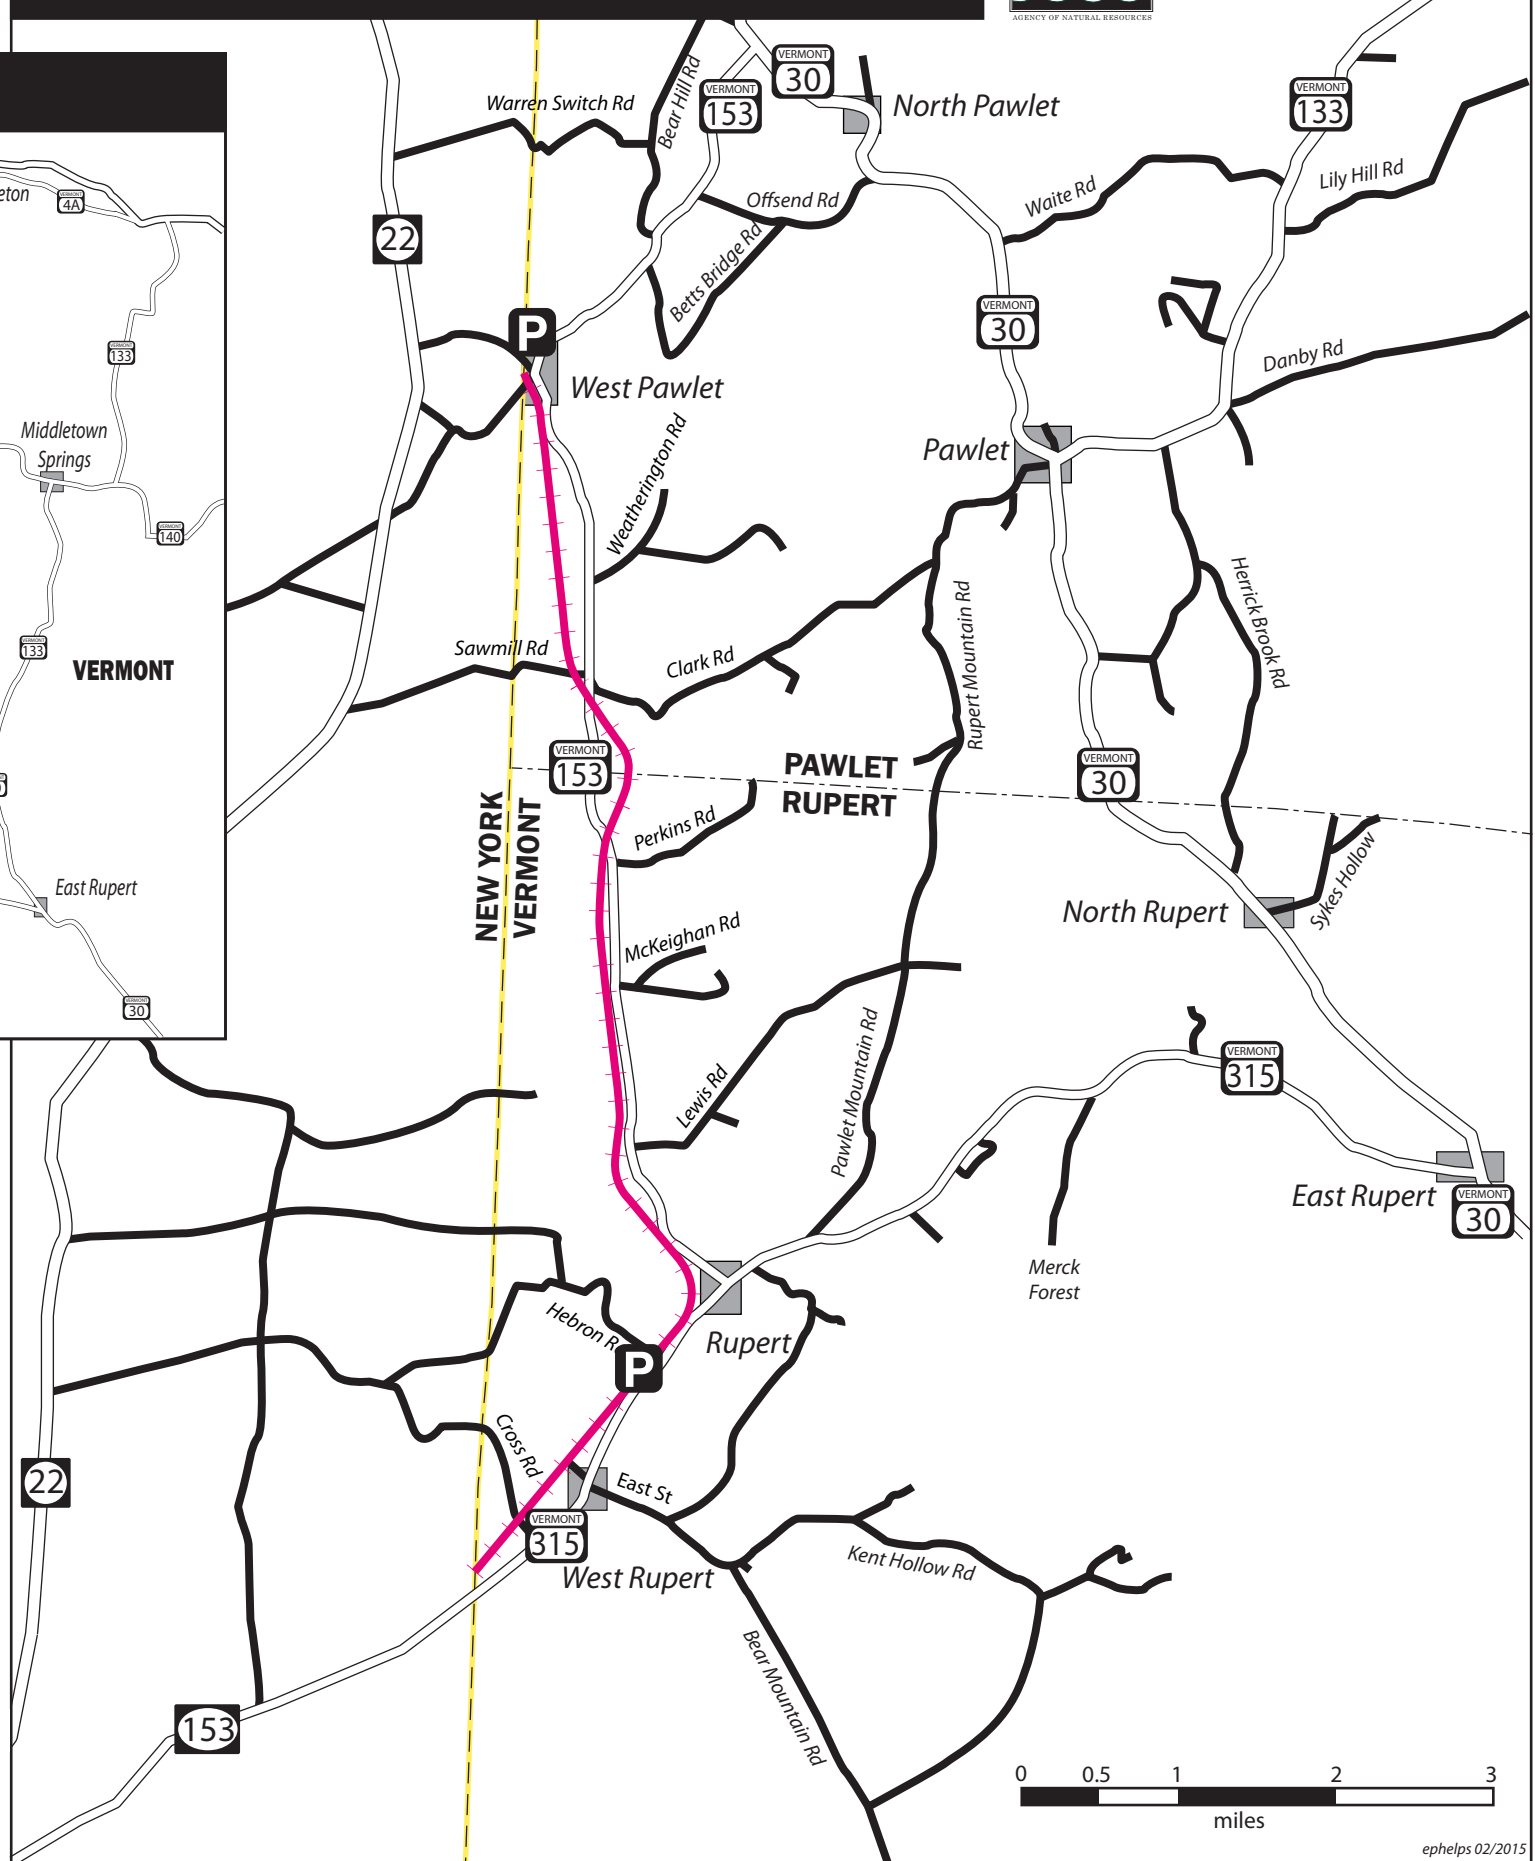 AGENCY OF NATURAL RESOURCES
VERMONT
30
VERMONT
153
North Pawlet
VERMONT
133
Warren Switch Rd
Bear Hill Rd
Lily Hill Rd
Waite Rd
Offsend Rd
Betts Bridge Rd
22
eton
VERMONT
4A
VERMONT
133
Middletown
Springs
VERMONT
140
VERMONT
133
VERMONT
East Rupert
VERMONT
30
P
West Pawlet
VERMONT
30
Danby Rd
Pawlet
Weatherington Rd
Herrick Brook Rd
Rupert Mountain Rd
Sawmill Rd
Clark Rd
VERMONT
153
PAWLET
RUPERT
VERMONT
30
NEW YORK
VERMONT
Perkins Rd
Sykes Hollow
North Rupert
McKeighan Rd
Pawlet Mountain Rd
Lewis Rd
VERMONT
315
East Rupert
VERMONT
30
Merck
Forest
Hebron R
Rupert
P
Cross Rd
22
East St
VERMONT
315
West Rupert
Kent Hollow Rd
Bear Mountain Rd
153
0 0.5 1 2 3
miles
ephelps 02/2015